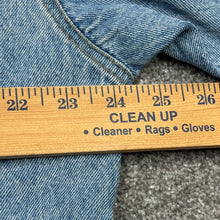 22 23 24 25 26
CLEAN UP
• Cleaner • Rags • Gloves